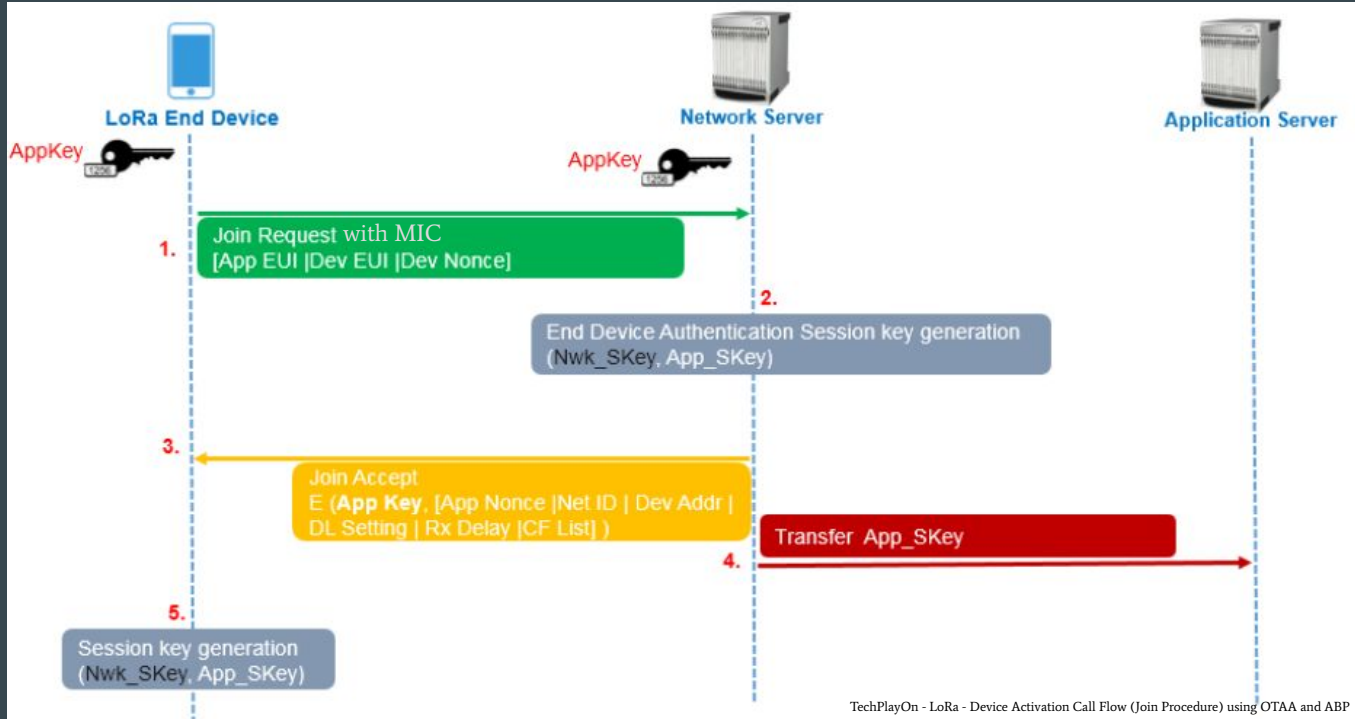 LoRa End Device
Network Server
Application Server
AppKey
AppKey
1.
Join Request with MIC
[App EUI |Dev EUI |Dev Nonce]
2.
End Device Authentication Session key generation
(Nwk_SKey, App_SKey)
3.
Join Accept
E (App Key, [App Nonce |Net ID | Dev Addr |
DL Setting | Rx Delay |CF List] )
Transfer App_SKey
4.
5.
Session key generation
(Nwk_SKey, App_SKey)
TechPlayOn - LoRa - Device Activation Call Flow (Join Procedure) using OTAA and ABP